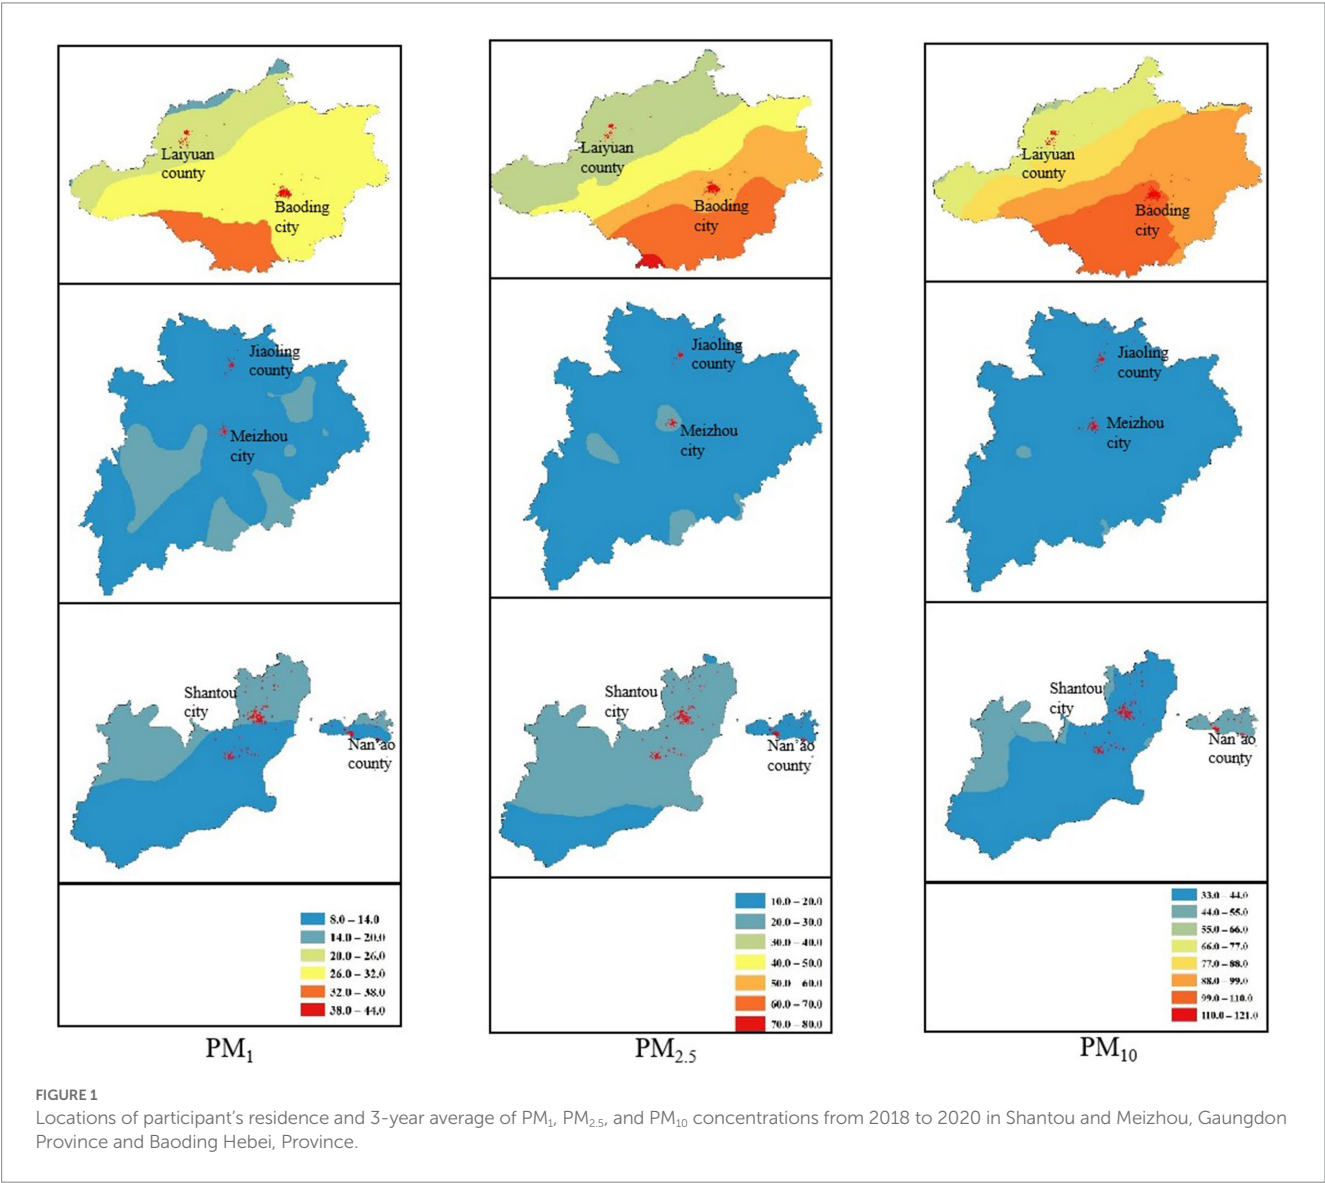 Laiyuan
county
Baoding
city
Laiyuan
county
Baoding
city
Laiyuan
county
Baoding
city
Jiaoling
county
Meizhou
city
Jiaoling
county
Meizhou
city
Jiaoling
county
Meizhou
city
Shantou
city
Nan'ao
county
Shantou
city
Nan'ao
county
Shantou
city
Nan'ao
county
8.0 – 14.0
14.0 – 20.0
20.0 – 26.0
26.0 – 32.0
32.0 – 38.0
38.0 – 44.0
10.0 – 20.0
20.0 – 30.0
30.0 – 40.0
40.0 – 50.0
50.0 – 60.0
60.0 – 70.0
70.0 – 80.0
33.0 – 44.0
44.0 – 55.0
55.0 – 66.0
66.0 – 77.0
77.0 – 88.0
88.0 – 99.0
99.0 – 110.0
110.0 – 121.0
PM1
PM2.5
PM10
FIGURE 1
Locations of participant's residence and 3-year average of PM1, PM2.5, and PM10 concentrations from 2018 to 2020 in Shantou and Meizhou, Gaungdon
Province and Baoding Hebei, Province.